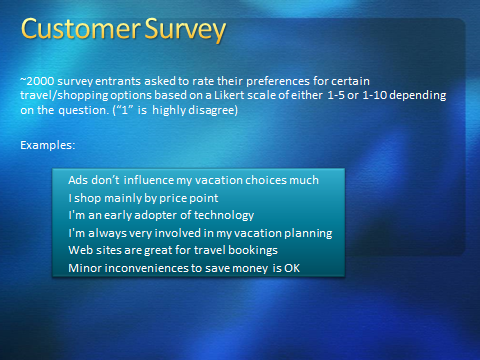 Customer Survey
~2000 survey entrants asked to rate their preferences for certain
travel/shopping options based on a Likert scale of either 1-5 or 1-10 depending
on the question. (“1” is highly disagree)
Examples:
Ads don’t influence my vacation choices much
I shop mainly by price point
I'm an early adopter of technology
I'm always very involved in my vacation planning
Web sites are great for travel bookings
Minor inconveniences to save money is OK